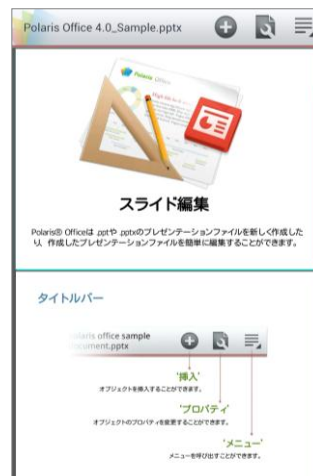 Polaris Office 4.0_Sample.pptx
Polaris Office
スライド編集
Polaris® Officeは .pptや .pptxのプレゼンテーションファイルを新しく作成した
り、作成したプレゼンテーションファイルを簡単に編集することができます。
タイトルバー
laris office sample
cument.pptx
'挿入'
オブジェクトを挿入することができます。
'プロパティ'
オブジェクトのプロパティを変更することができます。
'メニュー'
メニューを呼び出すことができます。